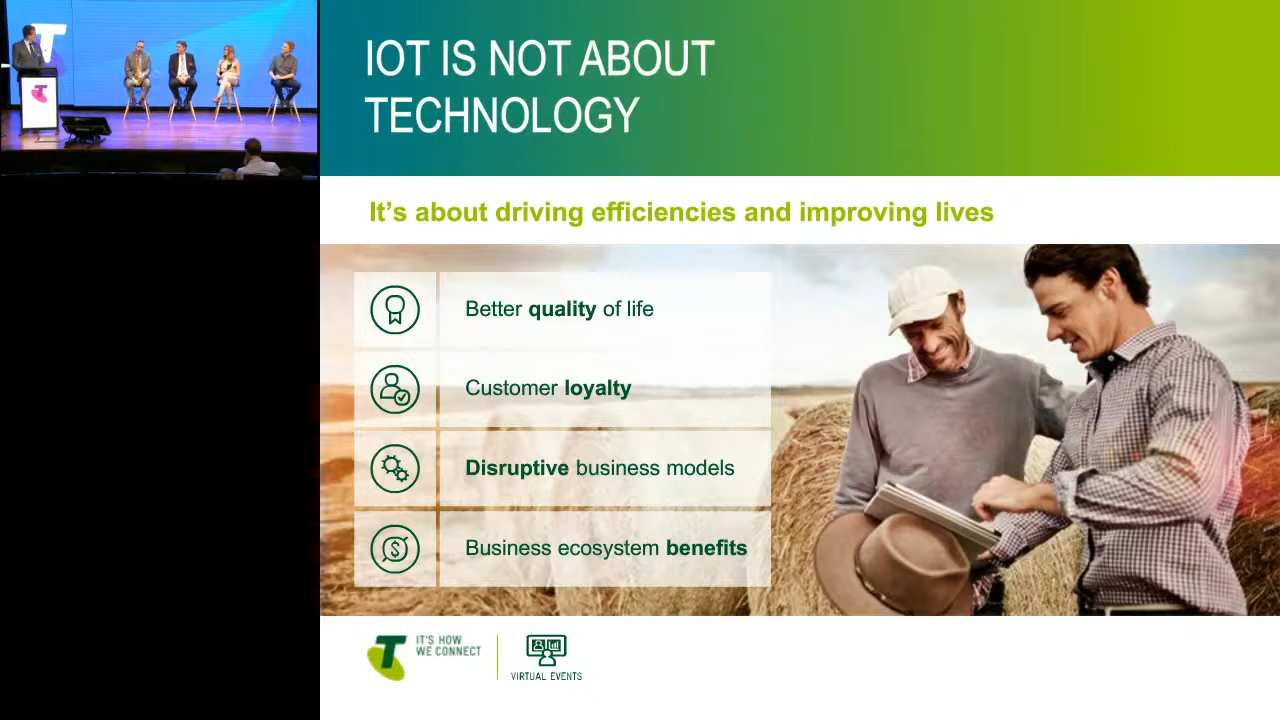 IOT IS NOT ABOUT
TECHNOLOGY
It's about driving efficiencies and improving lives
Better quality of life
Customer loyalty
Disruptive business models
Business ecosystem benefits
IT'S HOW
WE CONNECT
VIRTUAL EVENTS